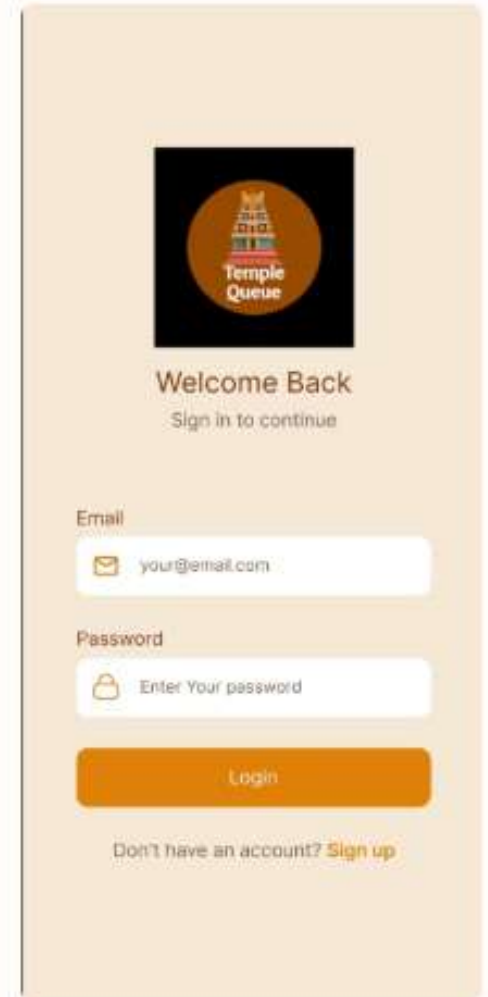 Temple
Queue
Welcome Back
Sign in to continue
Email
your@email.com
Password
Enter Your password
Login
Don't have an account? Sign up